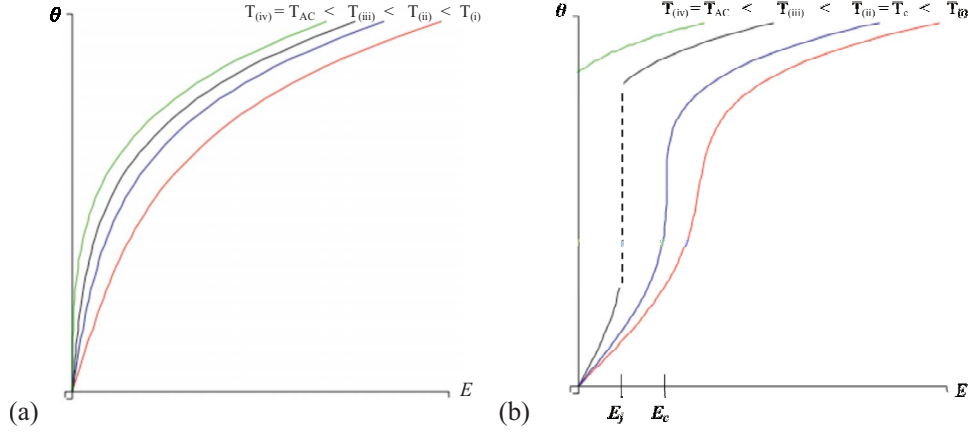 θ
T(iv) = TAC < T(iii) < T(ii) < T(i)
E
(a)
θ
T(iv) = TAC < T(iii) < T(ii) = Tc <
E
Ej Ec
(b)